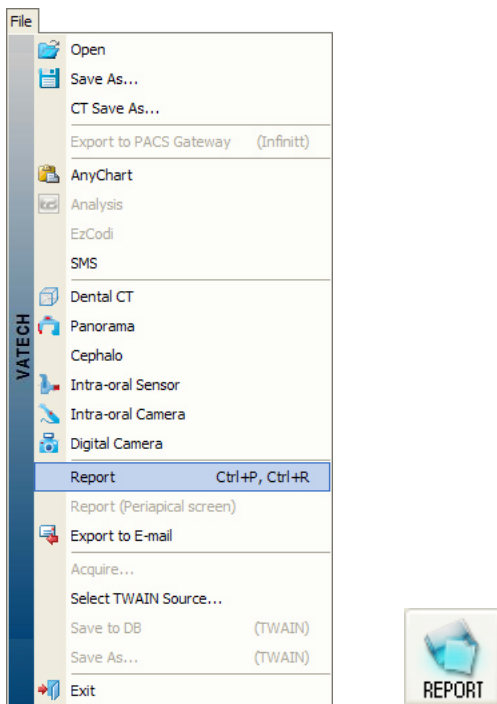 File
Open
Save As...
CT Save As...
Export to PACS Gateway (Infinitt)
AnyChart
Analysis
EzCodi
SMS
Dental CT
Panorama
Cephalo
Intra-oral Sensor
Intra-oral Camera
Digital Camera
Report Ctrl+P, Ctrl+R
Report (Periapical screen)
Export to E-mail
Acquire...
Select TWAIN Source...
Save to DB (TWAIN)
Save As... (TWAIN)
Exit
VATECH
REPORT